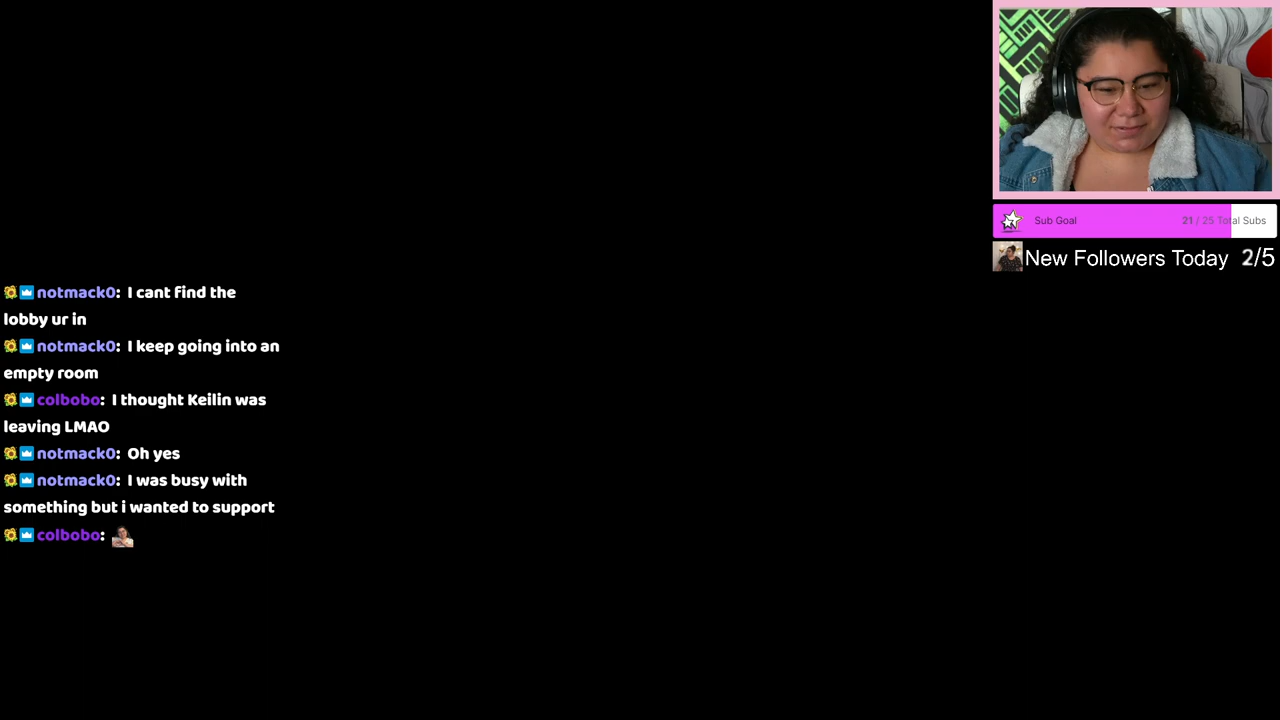 notmack0: I cant find the
lobby ur in
notmack0: I keep going into an
empty room
colbobo: I thought Keilin was
leaving LMAO
notmack0: Oh yes
notmack0: I was busy with
something but i wanted to support
colbobo:
Sub Goal 21 / 25 Total Subs
New Followers Today 2/5